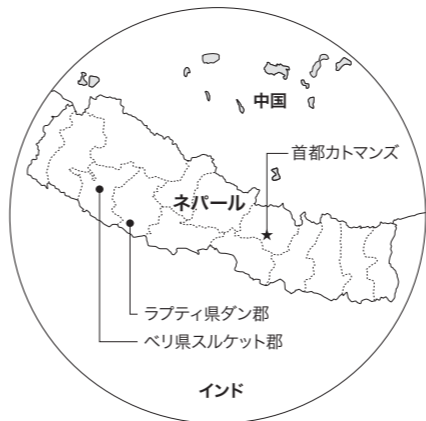 中国
首都カトマンズ
ネパール
ラプティ県ダン郡
ベリ県スルケット郡
インド